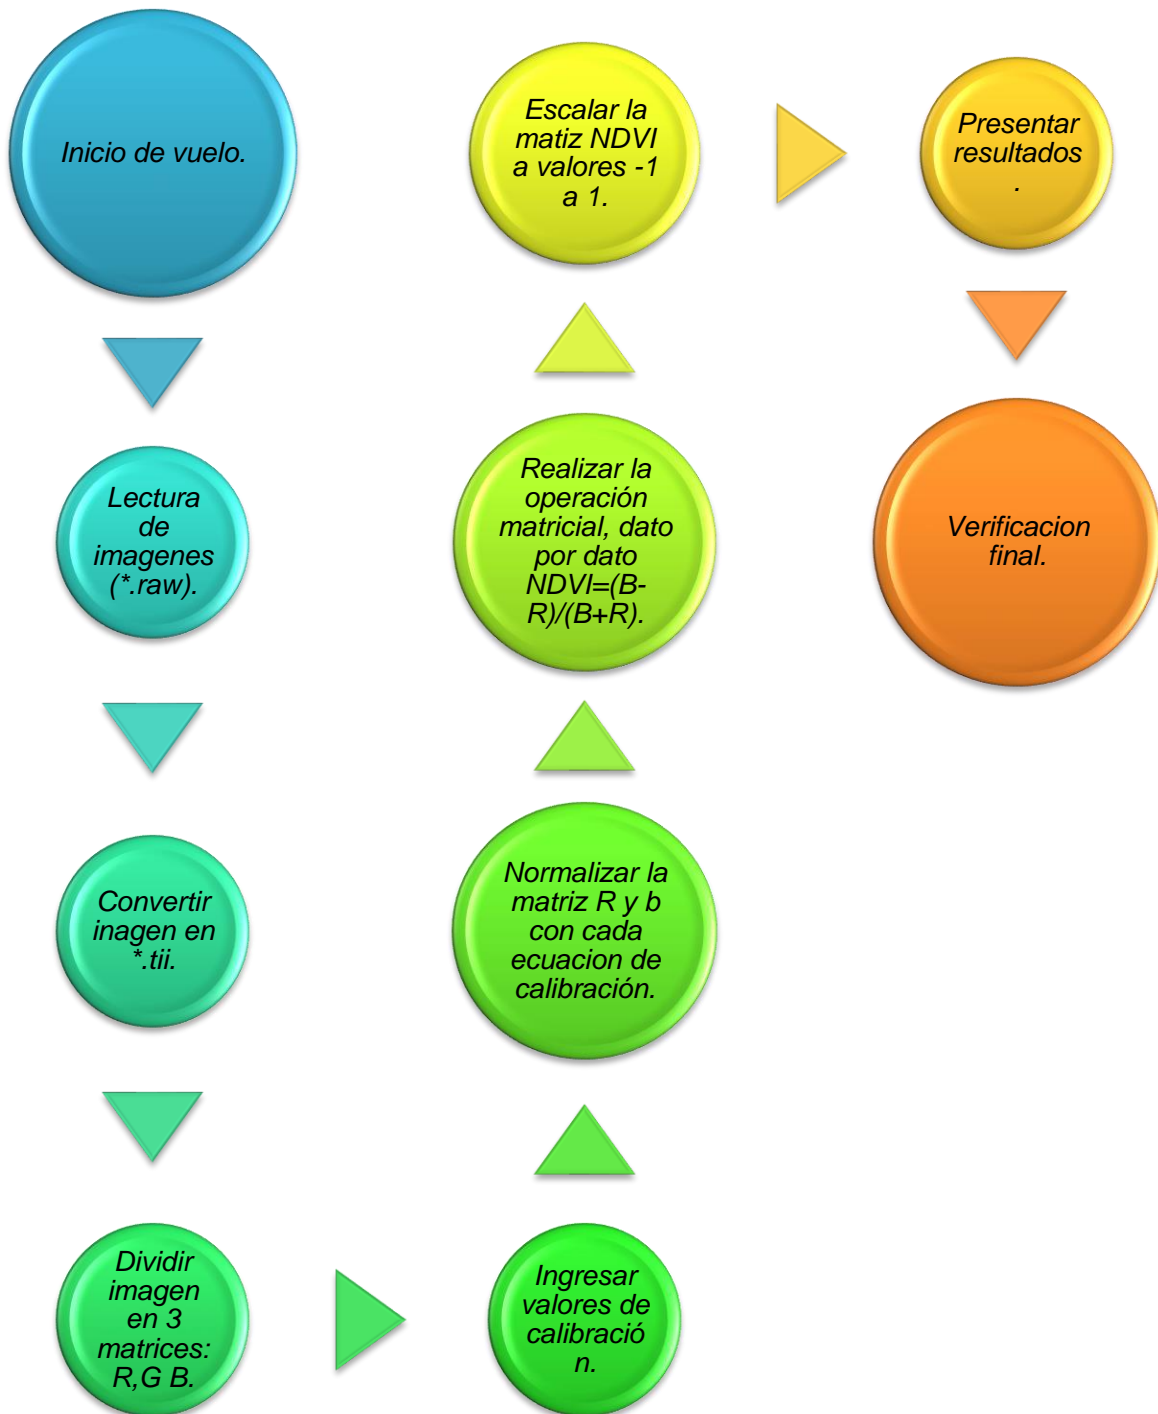 Inicio de vuelo.
Lectura
de
imagenes
(*.raw).
Convertir
inagen en
*.tii.
Dividir
imagen
en 3
matrices:
R,G B.
Ingresar
valores de
calibració
n.
Normalizar la
matriz R y b
con cada
ecuacion de
calibración.
Realizar la
operación
matricial, dato
por dato
NDVI=(B-
R)/(B+R).
Escalar la
matiz NDVI
a valores -1
a 1.
Presentar
resultados
.
Verificacion
final.